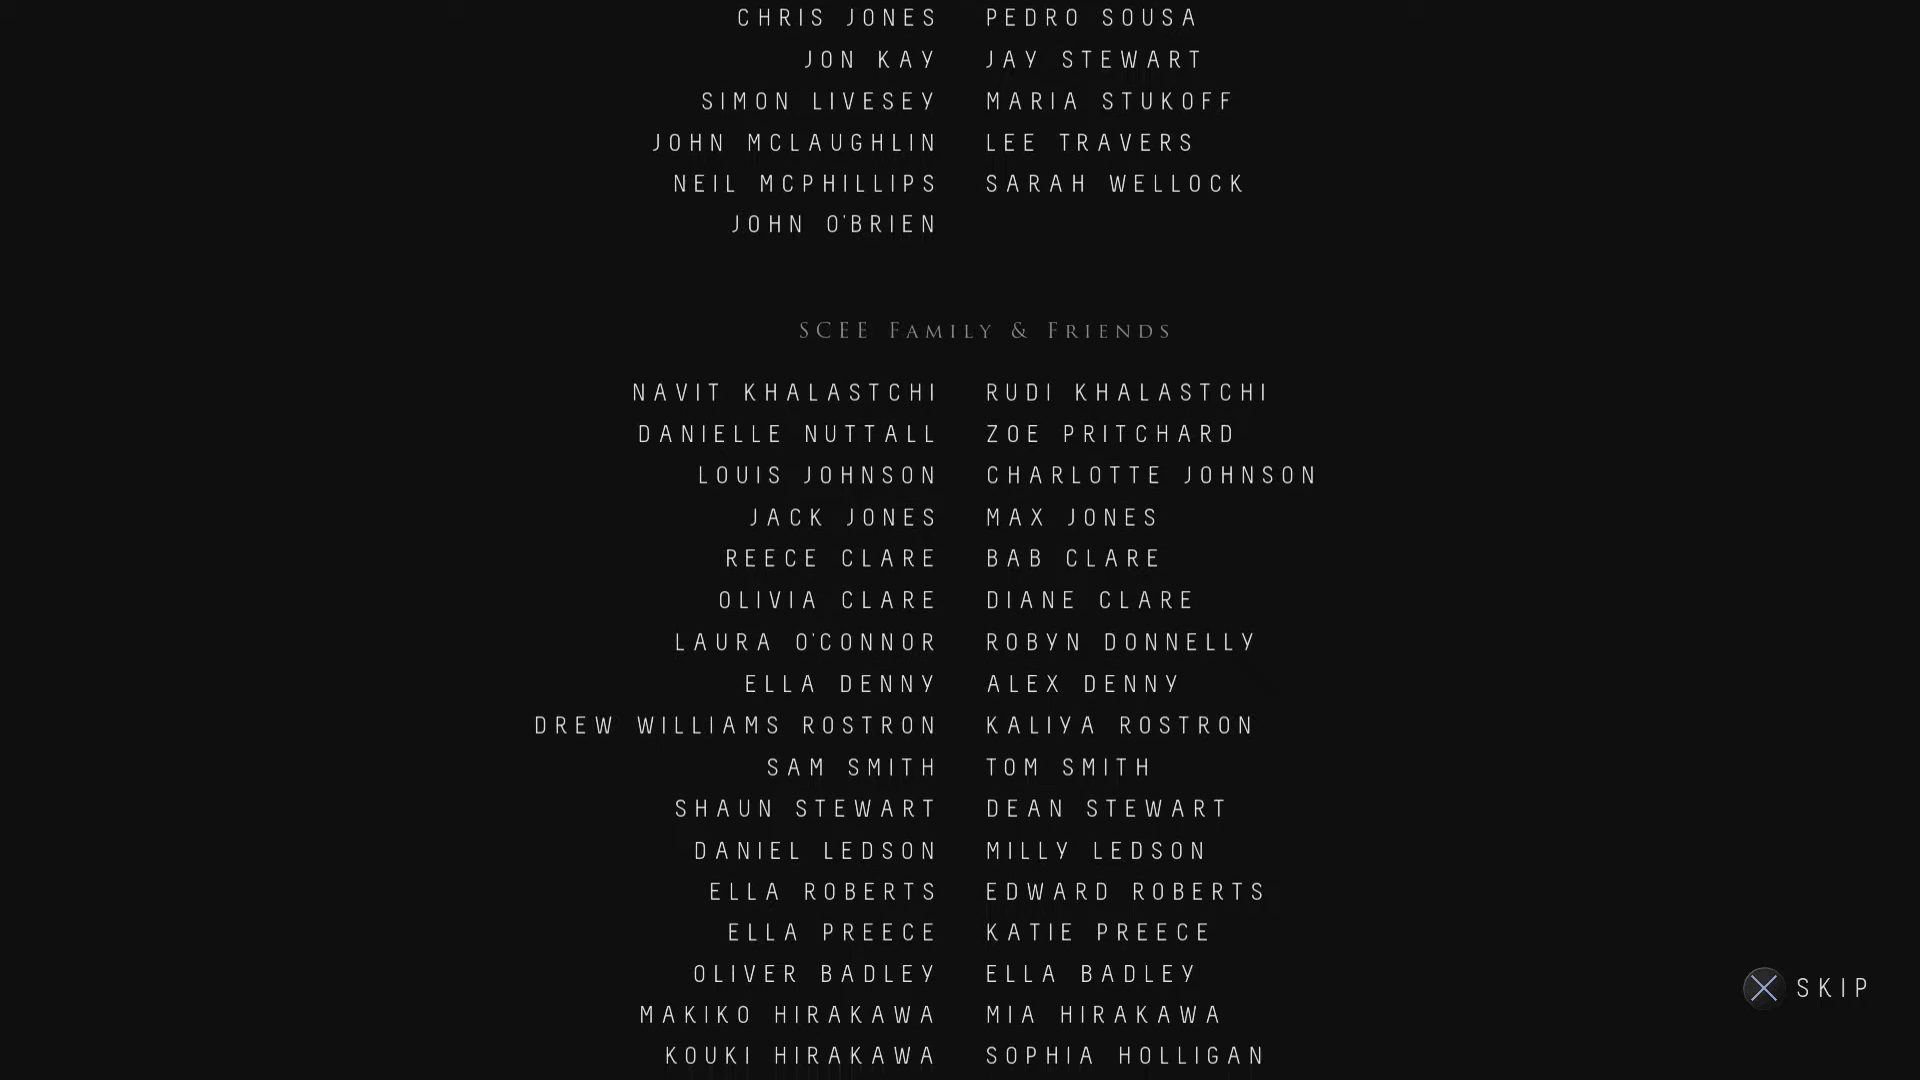 CHRIS JONES PEDRO SOUSA
JON KAY JAY STEWART
SIMON LIVESEY MARIA STUKOFF
JOHN MCLAUGHLIN LEE TRAVERS
NEIL MCPHILLIPS SARAH WELLOCK
JOHN O'BRIEN
SCEE FAMILY & FRIENDS
NAVIT KHALASTCHI RUDI KHALASTCHI
DANIELLE NUTTALL ZOE PRITCHARD
LOUIS JOHNSON CHARLOTTE JOHNSON
JACK JONES MAX JONES
REECE CLARE BAB CLARE
OLIVIA CLARE DIANE CLARE
LAURA O'CONNOR ROBYN DONNELLY
ELLA DENNY ALEX DENNY
DREW WILLIAMS ROSTRON KALIYA ROSTRON
SAM SMITH TOM SMITH
SHAUN STEWART DEAN STEWART
DANIEL LEDSON MILLY LEDSON
ELLA ROBERTS EDWARD ROBERTS
ELLA PREECE KATIE PREECE
OLIVER BADLEY ELLA BADLEY
SKIP
MAKIKO HIRAKAWA MIA HIRAKAWA
KOUKI HIRAKAWA SOPHIA HOLLIGAN